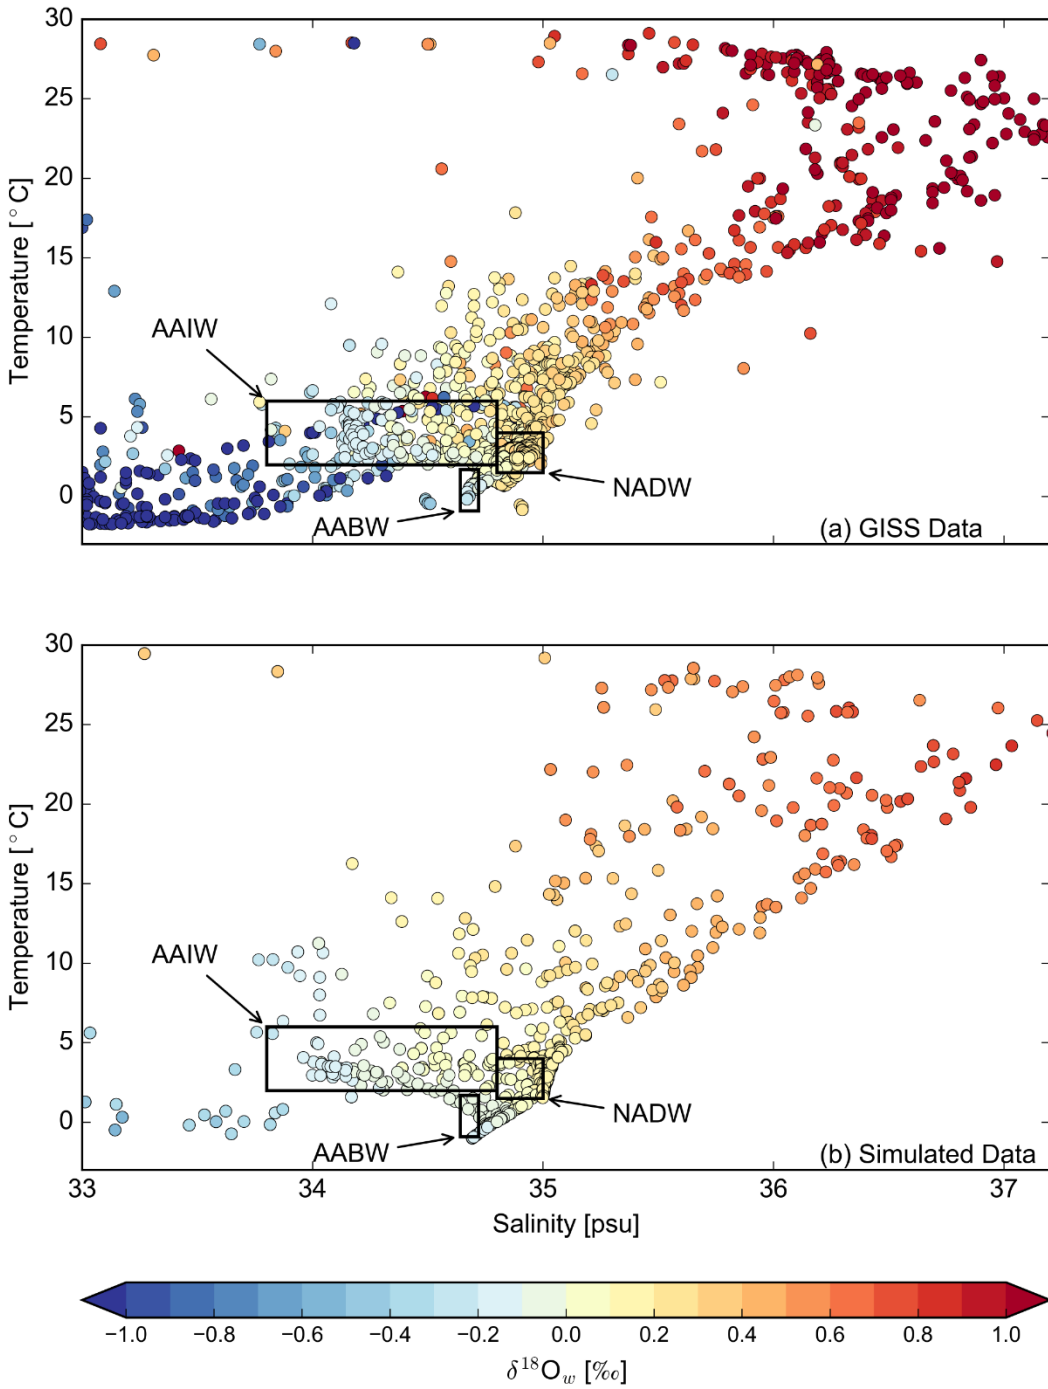 30
25
20
15
10
5
0
Temperature [°C]
AAIW
NADW
AABW
(a) GISS Data
30
25
20
15
10
5
0
Temperature [°C]
AAIW
NADW
AABW
(b) Simulated Data
33 34 35 36 37
Salinity [psu]
−1.0 −0.8 −0.6 −0.4 −0.2 0.0 0.2 0.4 0.6 0.8 1.0
δ¹⁸O_w [‰]